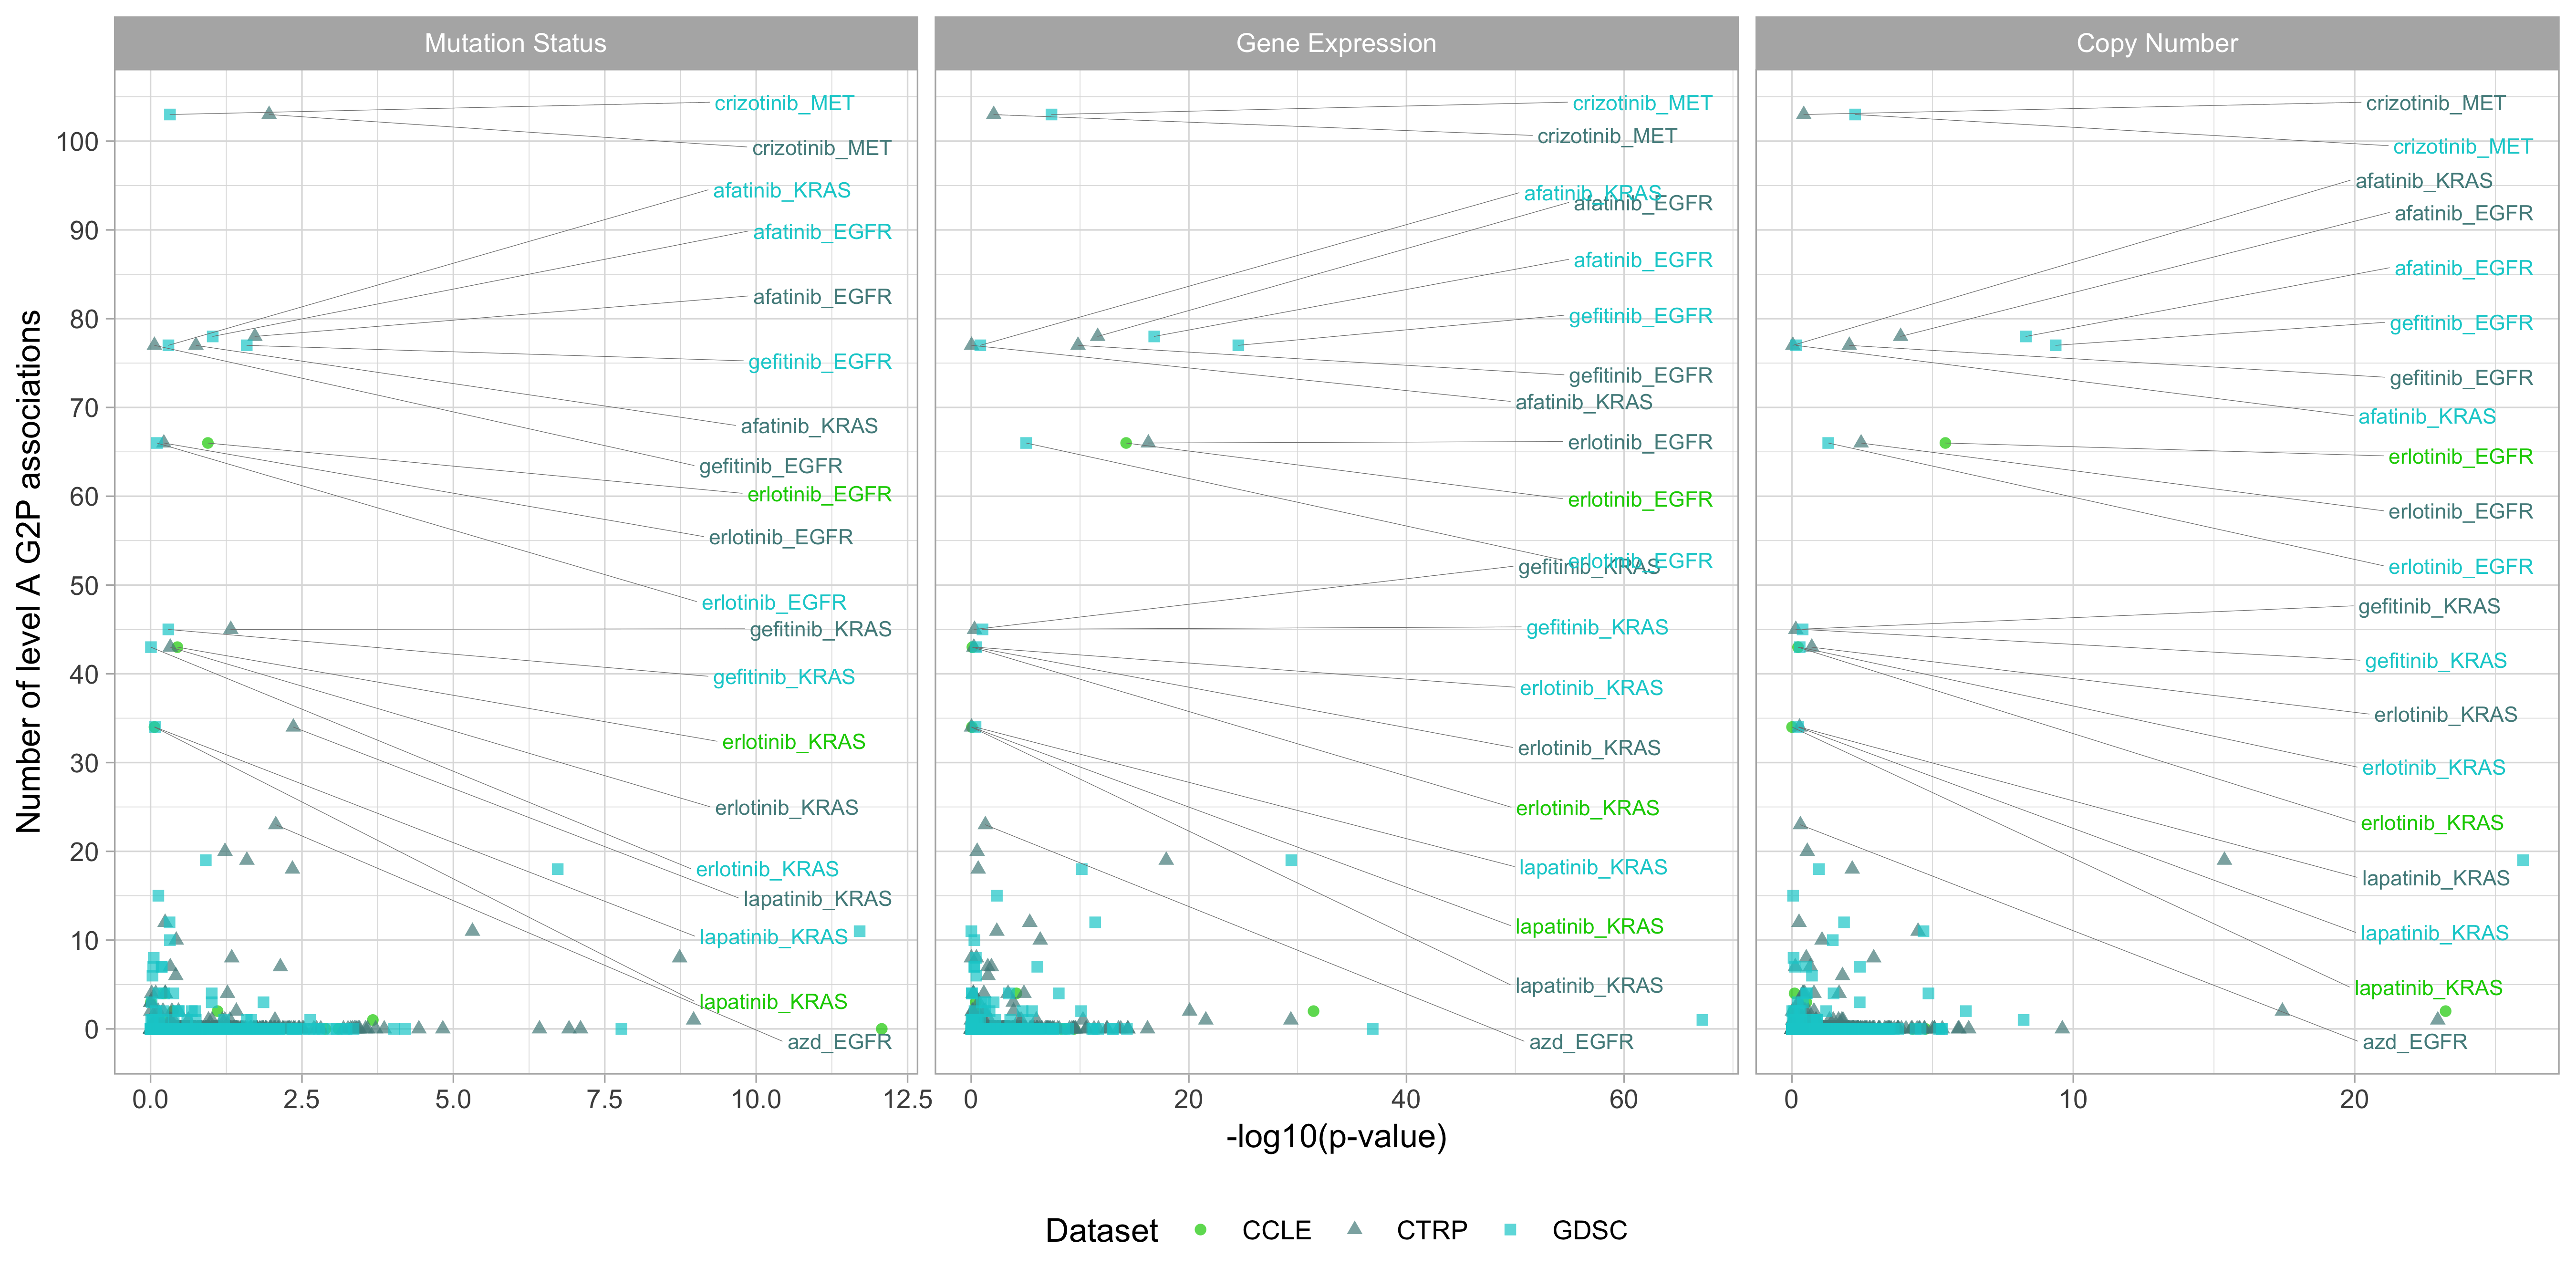 Mutation Status
Gene Expression
Copy Number
Number of level A G2P associations
100
90
80
70
60
50
40
30
20
10
0
crizotinib_MET
crizotinib_MET
afatinib_KRAS
afatinib_EGFR
afatinib_EGFR
gefitinib_EGFR
afatinib_KRAS
gefitinib_EGFR
erlotinib_EGFR
erlotinib_EGFR
erlotinib_EGFR
gefitinib_KRAS
gefitinib_KRAS
erlotinib_KRAS
erlotinib_KRAS
erlotinib_KRAS
lapatinib_KRAS
lapatinib_KRAS
lapatinib_KRAS
azd_EGFR
crizotinib_MET
crizotinib_MET
afatinib_KRAS
afatinib_EGFR
afatinib_EGFR
gefitinib_EGFR
gefitinib_EGFR
afatinib_KRAS
erlotinib_EGFR
erlotinib_EGFR
erlotinib_EGFR
gefitinib_KRAS
gefitinib_KRAS
erlotinib_KRAS
erlotinib_KRAS
erlotinib_KRAS
lapatinib_KRAS
lapatinib_KRAS
lapatinib_KRAS
azd_EGFR
crizotinib_MET
crizotinib_MET
afatinib_KRAS
afatinib_EGFR
afatinib_EGFR
gefitinib_EGFR
gefitinib_EGFR
afatinib_KRAS
erlotinib_EGFR
erlotinib_EGFR
erlotinib_EGFR
gefitinib_KRAS
gefitinib_KRAS
erlotinib_KRAS
erlotinib_KRAS
erlotinib_KRAS
lapatinib_KRAS
lapatinib_KRAS
lapatinib_KRAS
azd_EGFR
0.0 2.5 5.0 7.5 10.0 12.5
0 20 40 60
0 10 20
-log10(p-value)
Dataset CCLE CTRP GDSC